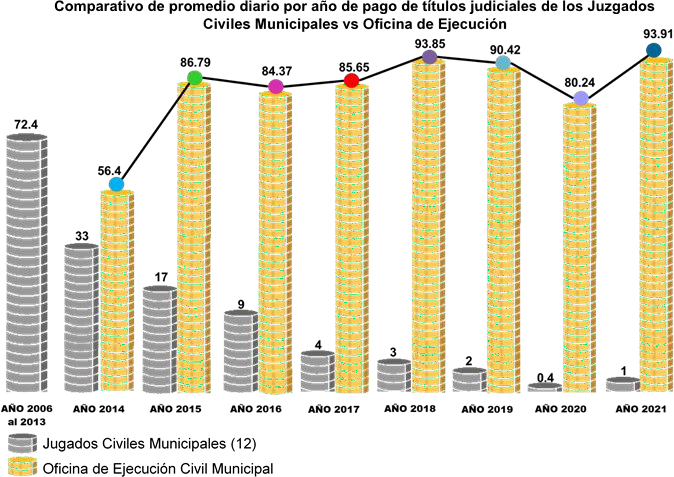 Comparativo de promedio diario por año de pago de títulos judiciales de los Juzgados
Civiles Municipales vs Oficina de Ejecución
93.91
93.85
90.42
86.79
85.65
84.37
80.24
72.4
56.4
33
17
9
4
3
2
0.4
1
AÑO 2006
al 2013
AÑO 2014
AÑO 2015
AÑO 2016
AÑO 2017
AÑO 2018
AÑO 2019
AÑO 2020
AÑO 2021
Jugados Civiles Municipales (12)
Oficina de Ejecución Civil Municipal